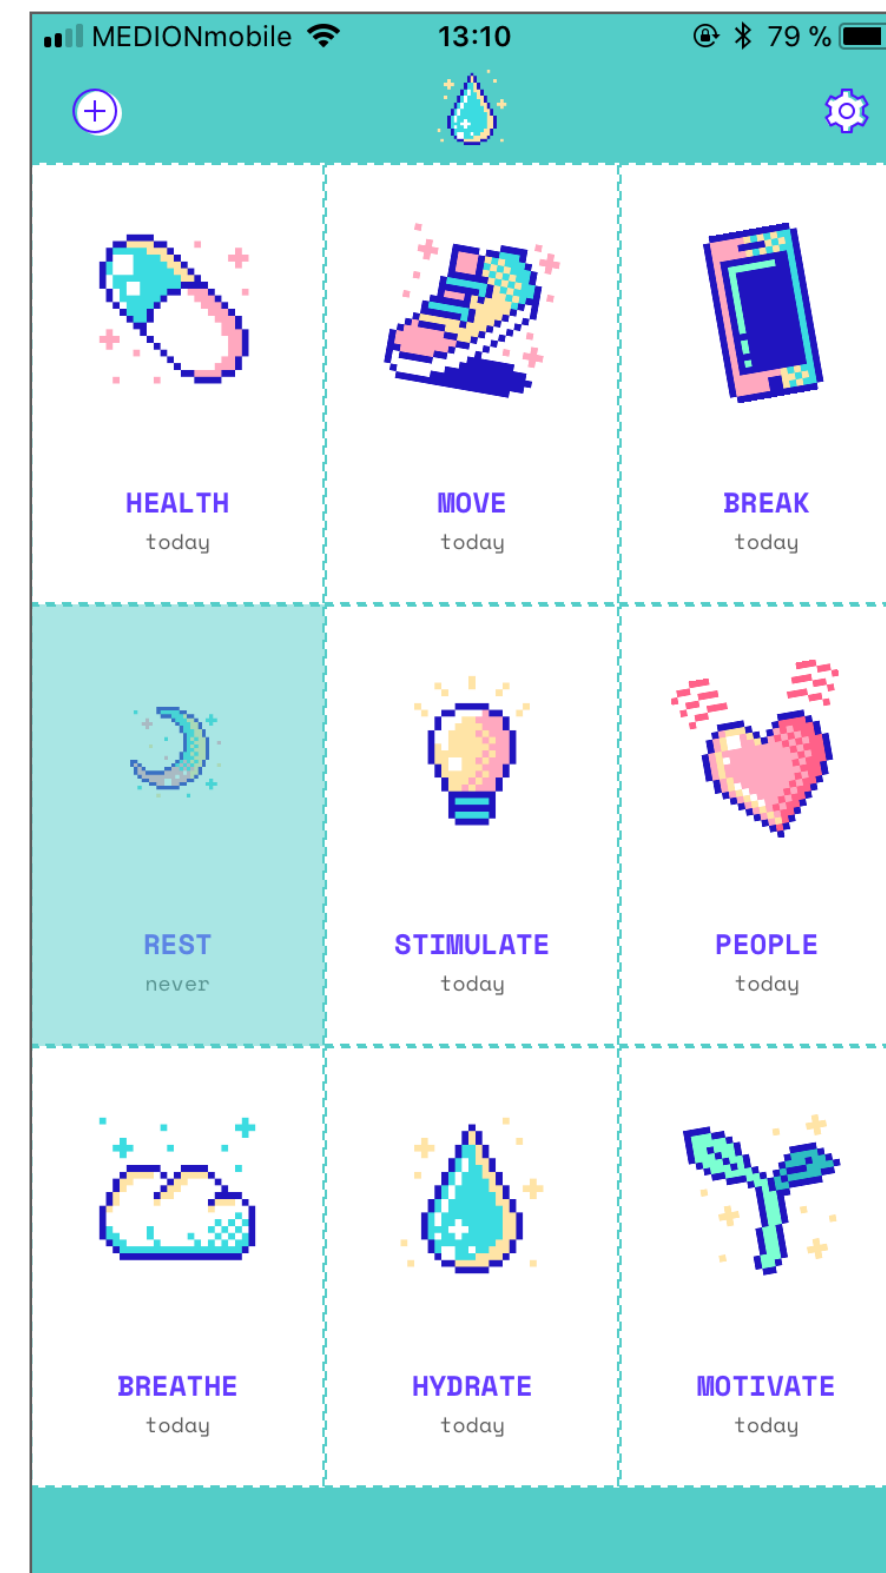 MEDIONmobile 13:10 79 %
HEALTH MOVE BREAK
today today today
REST STIMULATE PEOPLE
never today today
BREATHE HYDRATE MOTIVATE
today today today